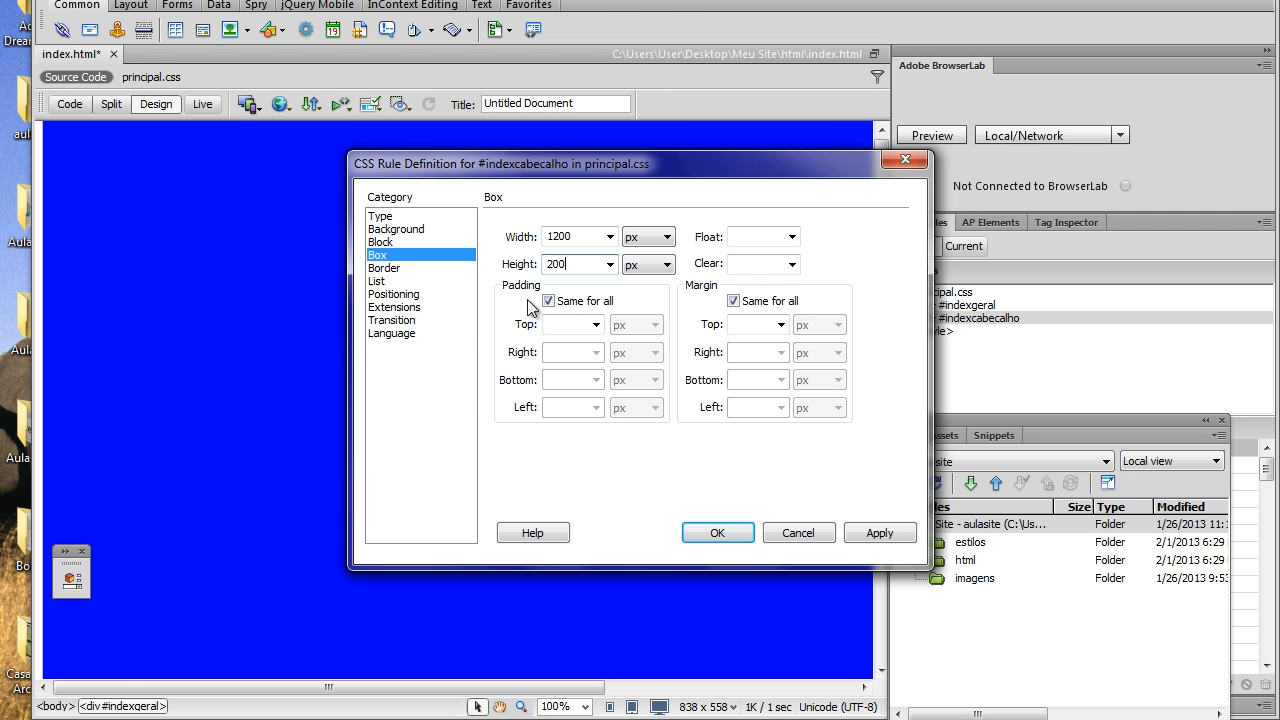 Common Layout Forms Data Spry jQuery Mobile InContext Editing Text Favorites
index.html* C:\Users\User\Desktop\Meu Site\html\index.html
Source Code principal.css
Code Split Design Live Title: Untitled Document
Adobe BrowserLab
Preview Local/Network
Not Connected to BrowserLab
AP Elements Tag Inspector
Current
#indexgeral
#indexcabecalho
CSS Rule Definition for #indexcabecalho in principal.css
Category
Type
Background
Block
Box
Border
List
Positioning
Extensions
Transition
Language
Box
Width: 1200 px Float:
Height: 200 px Clear:
Padding Margin
Same for all Same for all
Top: px Top: px
Right: px Right: px
Bottom: px Bottom: px
Left: px Left: px
Help OK Cancel Apply
Snippets
Local view
Size Type Modified
Site - aulasite (C:\Us... Folder 1/26/2013 11:1
estilos Folder 2/1/2013 6:29
html Folder 2/1/2013 6:29
imagens Folder 1/26/2013 9:53
<body> <div #indexgeral> 100% 838 x 558 1K / 1 sec Unicode (UTF-8)